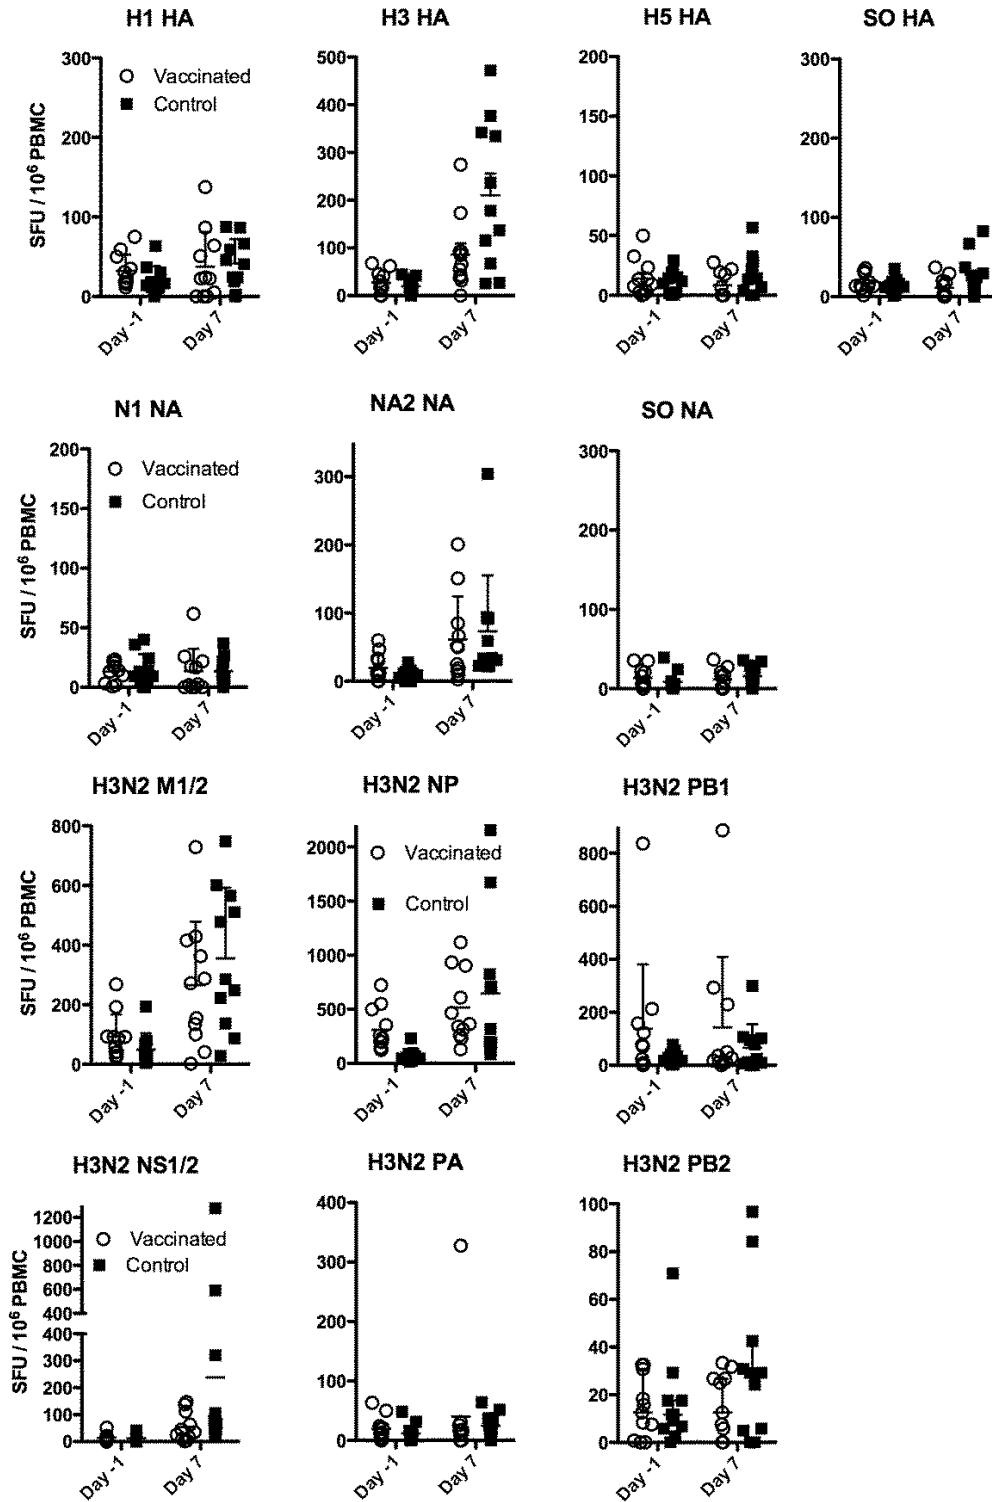 H1 HA
H3 HA
H5 HA
SO HA
SFU / 10⁶ PBMC
300
200
100
0
Vaccinated
Control
Day -1
Day 7
500
400
300
200
100
0
Day -1
Day 7
200
150
100
50
0
Day -1
Day 7
300
200
100
0
Day -1
Day 7
N1 NA
NA2 NA
SO NA
SFU / 10⁶ PBMC
200
150
100
50
0
Vaccinated
Control
Day -1
Day 7
300
200
100
0
Day -1
Day 7
300
200
100
0
Day -1
Day 7
H3N2 M1/2
H3N2 NP
H3N2 PB1
SFU / 10⁶ PBMC
800
600
400
200
0
Day -1
Day 7
2000
1500
1000
500
0
Vaccinated
Control
Day -1
Day 7
800
600
400
200
0
Day -1
Day 7
H3N2 NS1/2
H3N2 PA
H3N2 PB2
SFU / 10⁶ PBMC
1200
1000
800
600
400
400
300
200
100
0
Vaccinated
Control
Day -1
Day 7
400
300
200
100
0
Day -1
Day 7
100
80
60
40
20
0
Day -1
Day 7